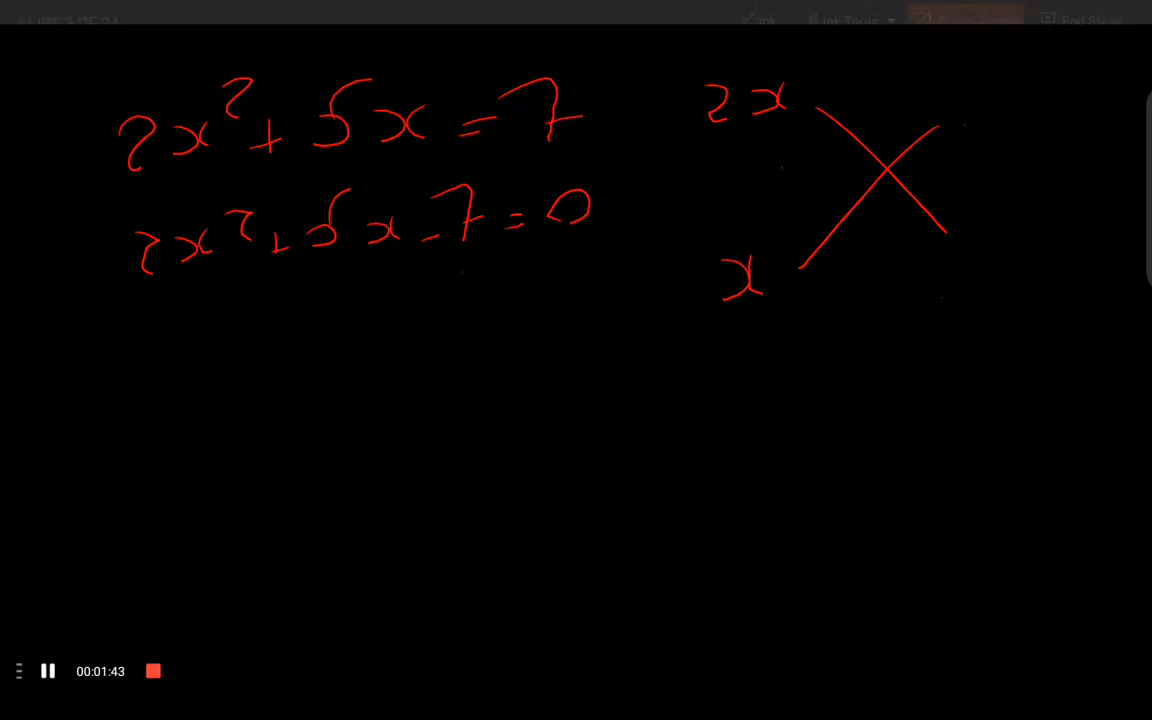 2x² + 5x = 7
2x² + 5x - 7 = 0
2x
x
00:01:43